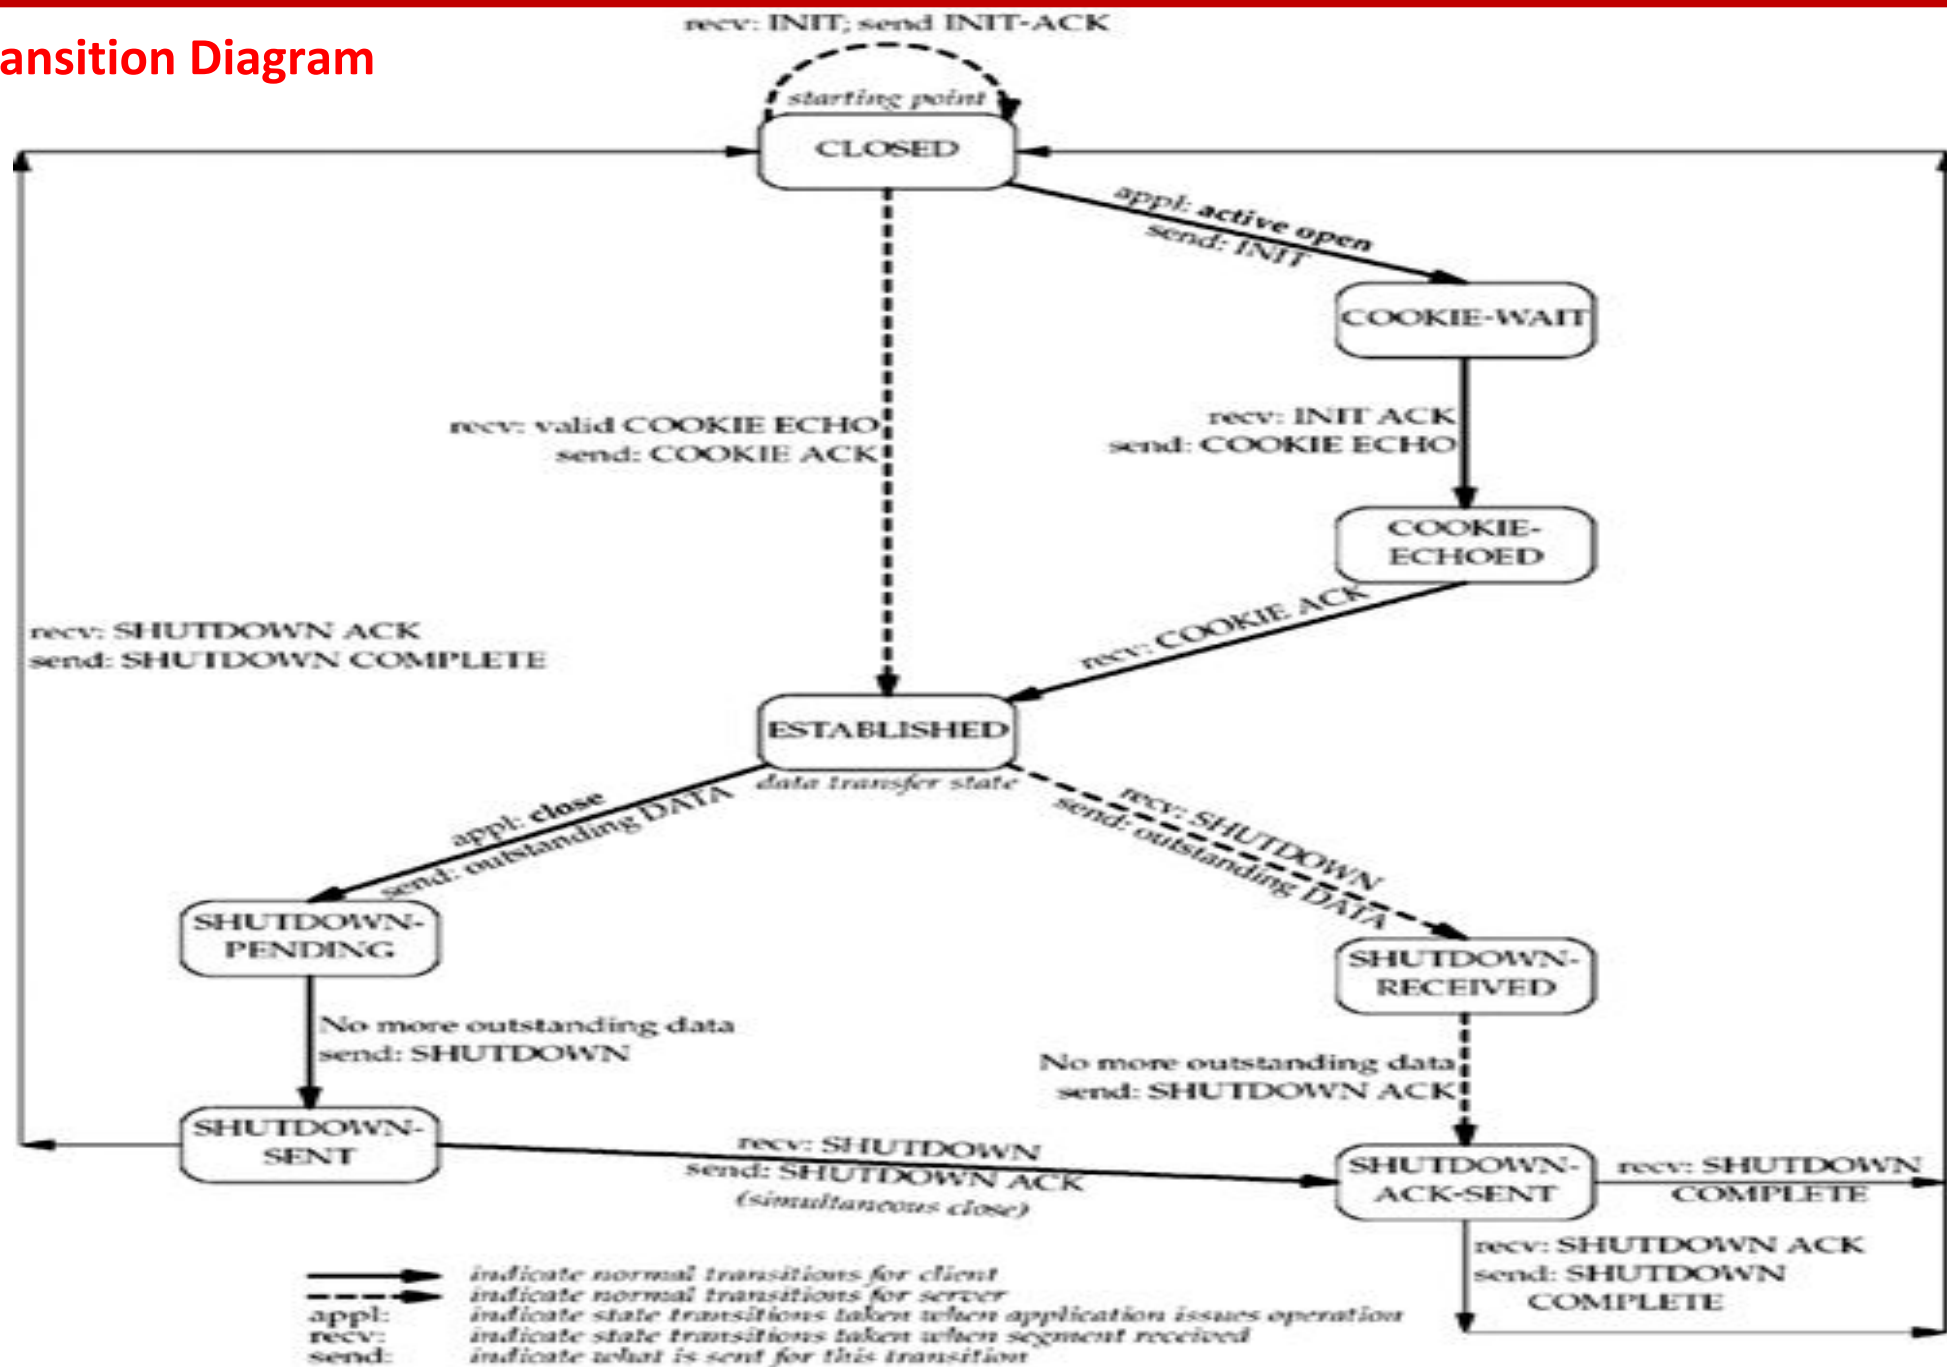 recv: INIT; send INIT-ACK
ansition Diagram
starting point
CLOSED
appl: active open
send: INIT
COOKIE-WAIT
recv: valid COOKIE ECHO
send: COOKIE ACK
recv: INIT ACK
send: COOKIE ECHO
COOKIE-
ECHOED
recv: COOKIE ACK
recv: SHUTDOWN ACK
send: SHUTDOWN COMPLETE
ESTABLISHED
data transfer state
appl: close
send: outstanding DATA
recv: SHUTDOWN
send: outstanding DATA
SHUTDOWN-
PENDING
SHUTDOWN-
RECEIVED
No more outstanding data
send: SHUTDOWN
No more outstanding data
send: SHUTDOWN ACK
SHUTDOWN-
SENT
recv: SHUTDOWN
send: SHUTDOWN ACK
(simultaneous close)
SHUTDOWN-
ACK-SENT
recv: SHUTDOWN
COMPLETE
recv: SHUTDOWN ACK
send: SHUTDOWN
COMPLETE
indicate normal transitions for client
indicate normal transitions for server
appl: indicate state transitions taken when application issues operation
recv: indicate state transitions taken when segment received
send: indicate what is sent for this transition